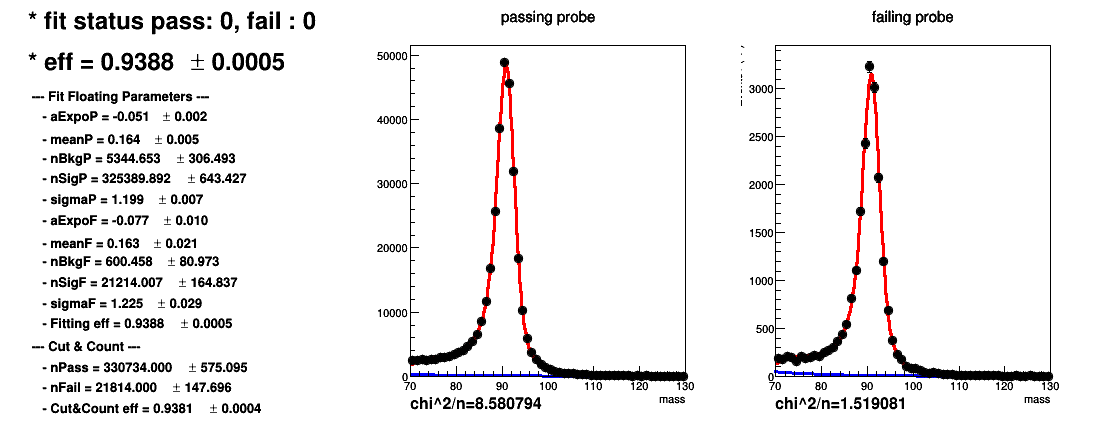 * fit status pass: 0, fail : 0
* eff = 0.9388 ± 0.0005
--- Fit Floating Parameters ---
- aExpoP = -0.051 ± 0.002
- meanP = 0.164 ± 0.005
- nBkgP = 5344.653 ± 306.493
- nSigP = 325389.892 ± 643.427
- sigmaP = 1.199 ± 0.007
- aExpoF = -0.077 ± 0.010
- meanF = 0.163 ± 0.021
- nBkgF = 600.458 ± 80.973
- nSigF = 21214.007 ± 164.837
- sigmaF = 1.225 ± 0.029
- Fitting eff = 0.9388 ± 0.0005
--- Cut & Count ---
- nPass = 330734.000 ± 575.095
- nFail = 21814.000 ± 147.696
- Cut&Count eff = 0.9381 ± 0.0004
passing probe
50000
40000
30000
20000
10000
0
70 80 90 100 110 120 130
mass
chi^2/n=8.580794
failing probe
3000
2500
2000
1500
1000
500
0
70 80 90 100 110 120 130
mass
chi^2/n=1.519081